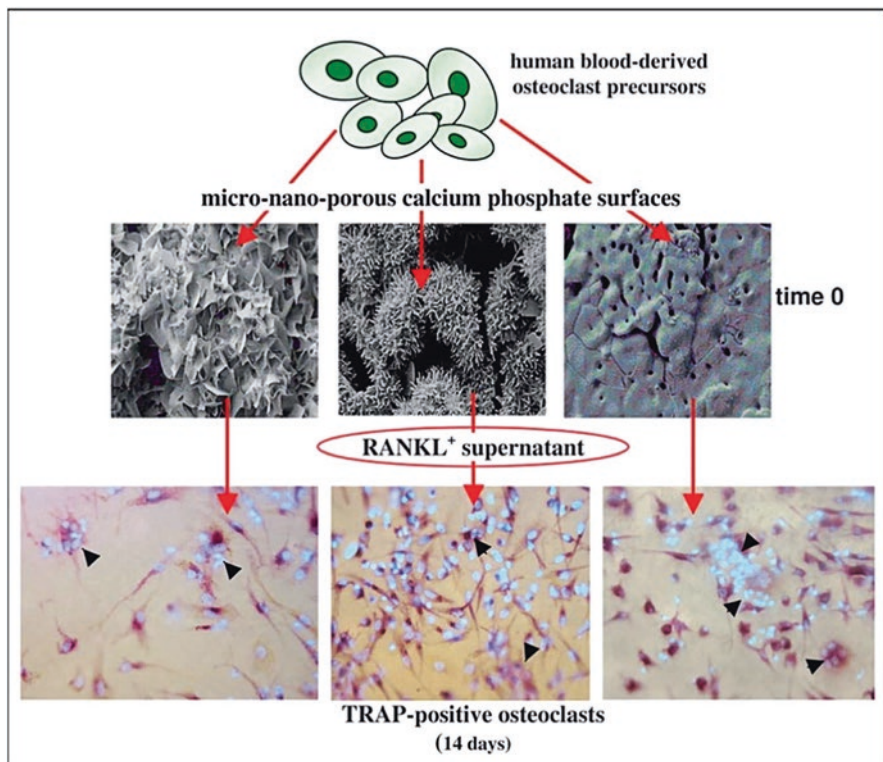 human blood-derived
osteoclast precursors
micro-nano-porous calcium phosphate surfaces
time 0
RANKL⁺ supernatant
TRAP-positive osteoclasts
(14 days)